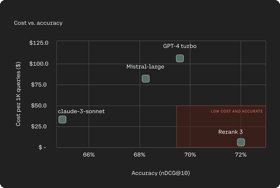 Cost vs. accuracy
Cost per 1K queries ($)
$125.0
$100.0
$75.0
$50.0
$25.0
$ -
GPT-4 turbo
Mistral-large
claude-3-sonnet
LOW COST AND ACCURATE
Rerank 3
66%
68%
70%
72%
Accuracy (nDCG@10)